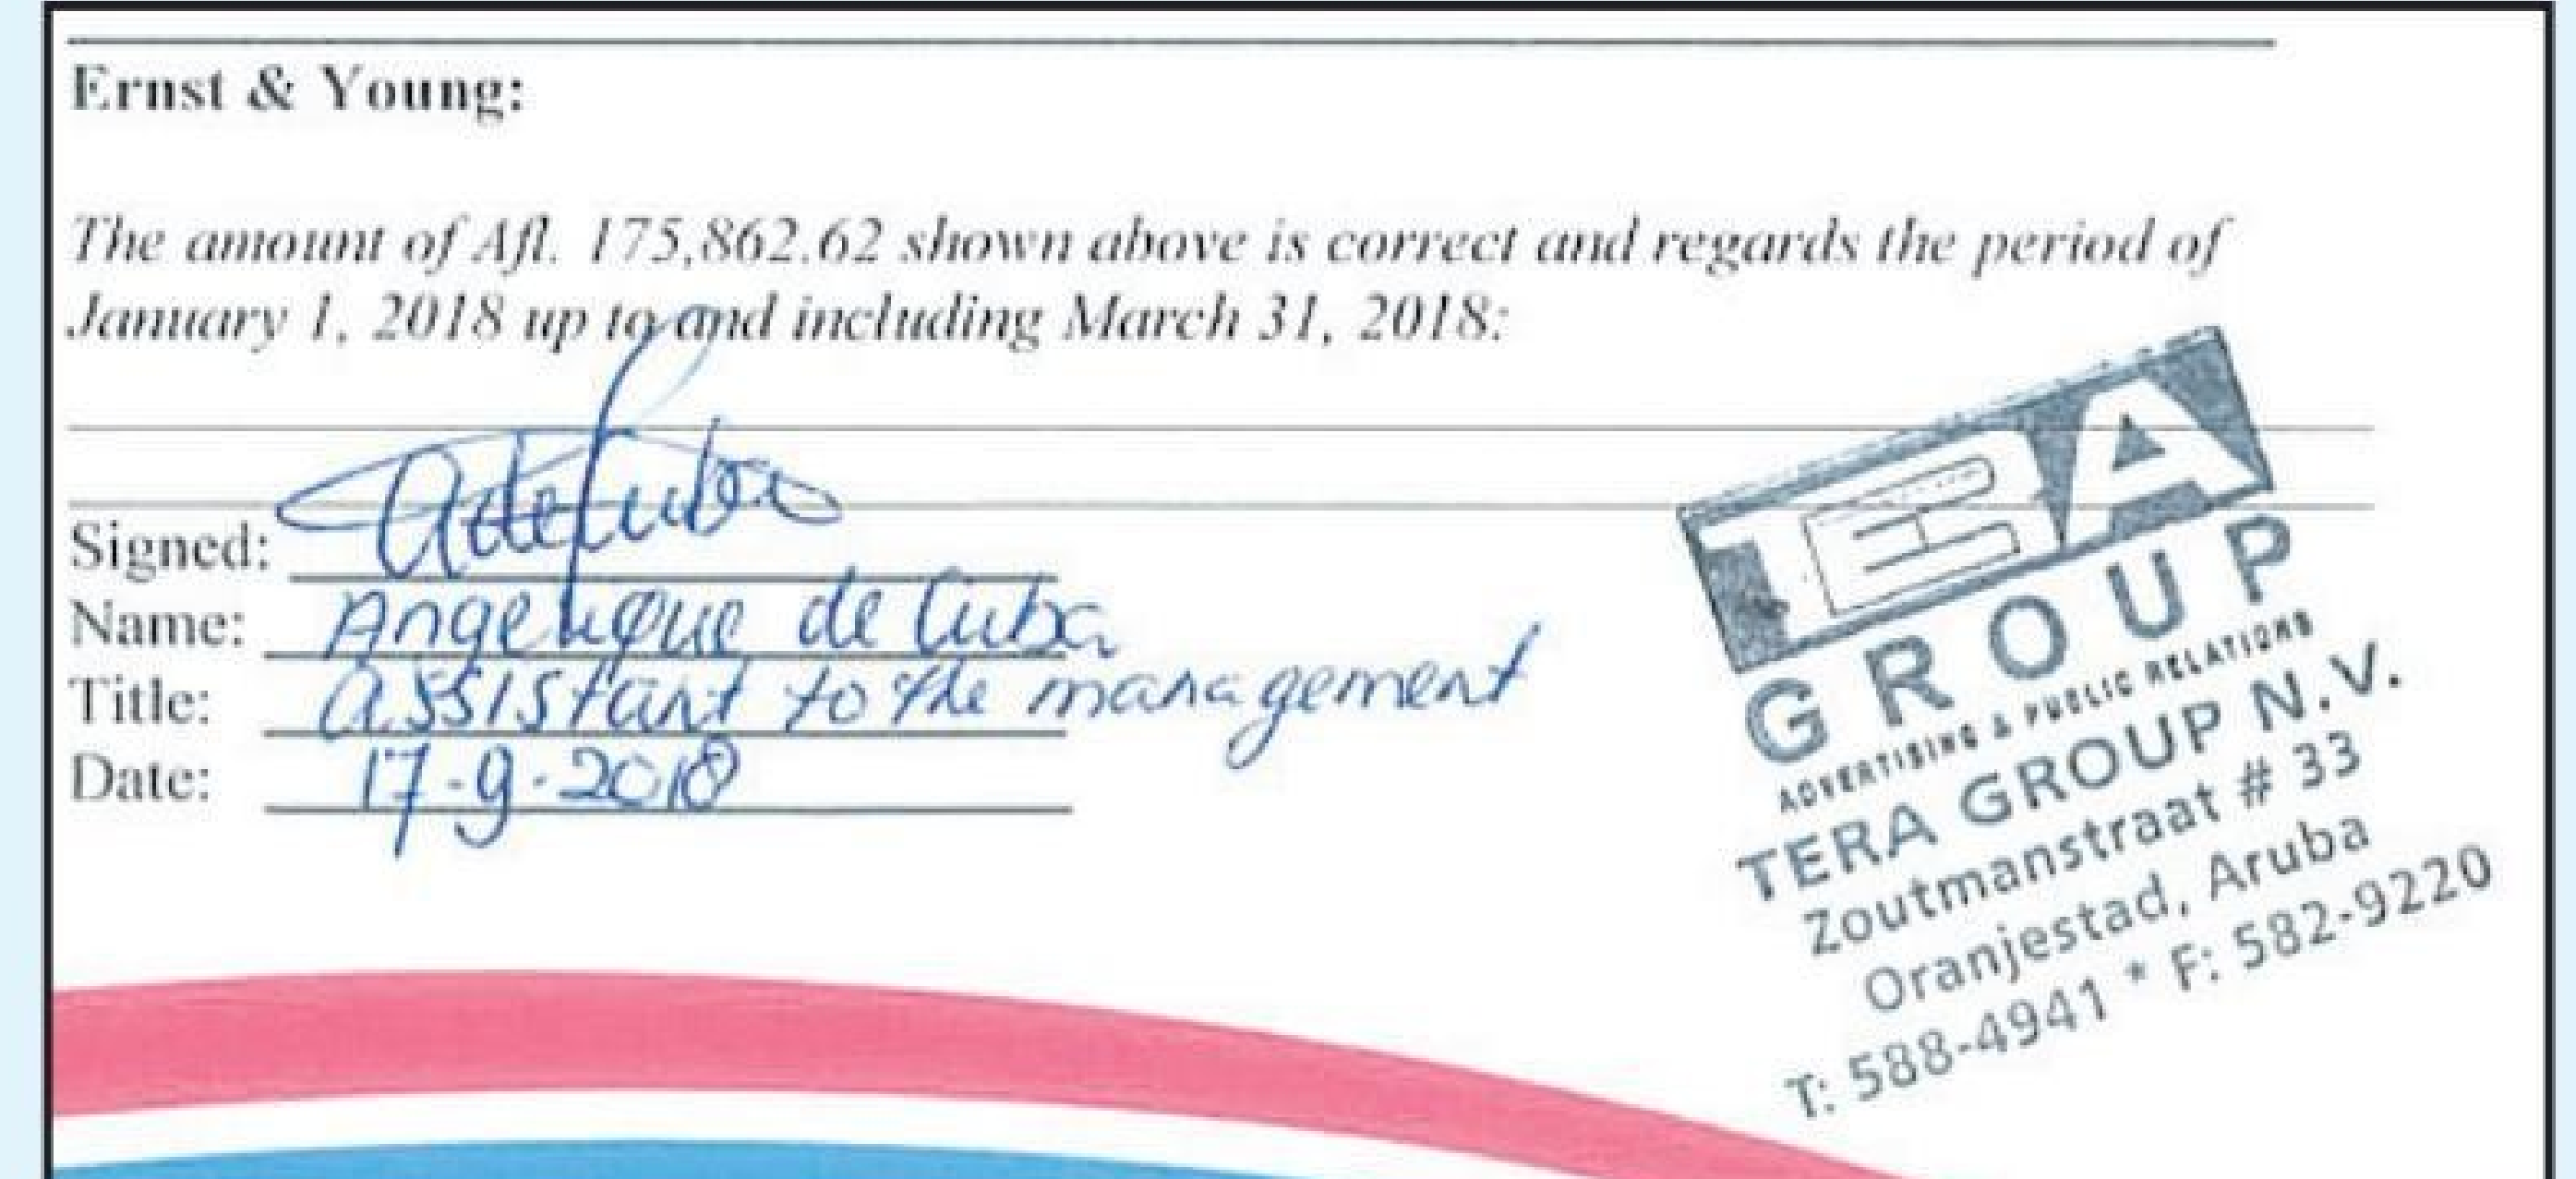 Ernst & Young:
The amount of Afl. 175,862.62 shown above is correct and regards the period of
January 1, 2018 up to and including March 31, 2018:
Signed: AdeCuba
Name: Angelique de Cuba
Title: assistant to the management
Date: 17-9-2018
TERA
GROUP
ADVERTISING & PUBLIC RELATIONS
TERA GROUP N.V.
Zoutmanstraat # 33
Oranjestad, Aruba
T: 588-4941 * F: 582-9220